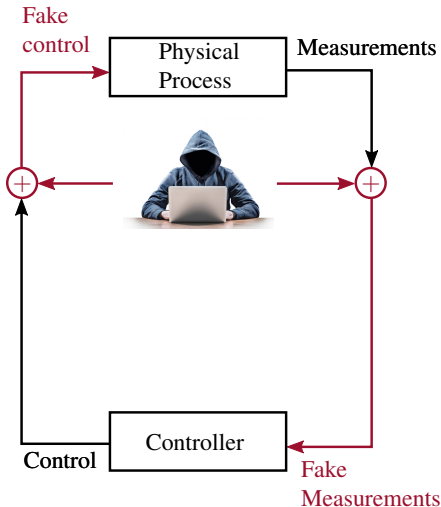 Fake
control
Physical
Process
Measurements
+
+
Controller
Control
Fake
Measurements